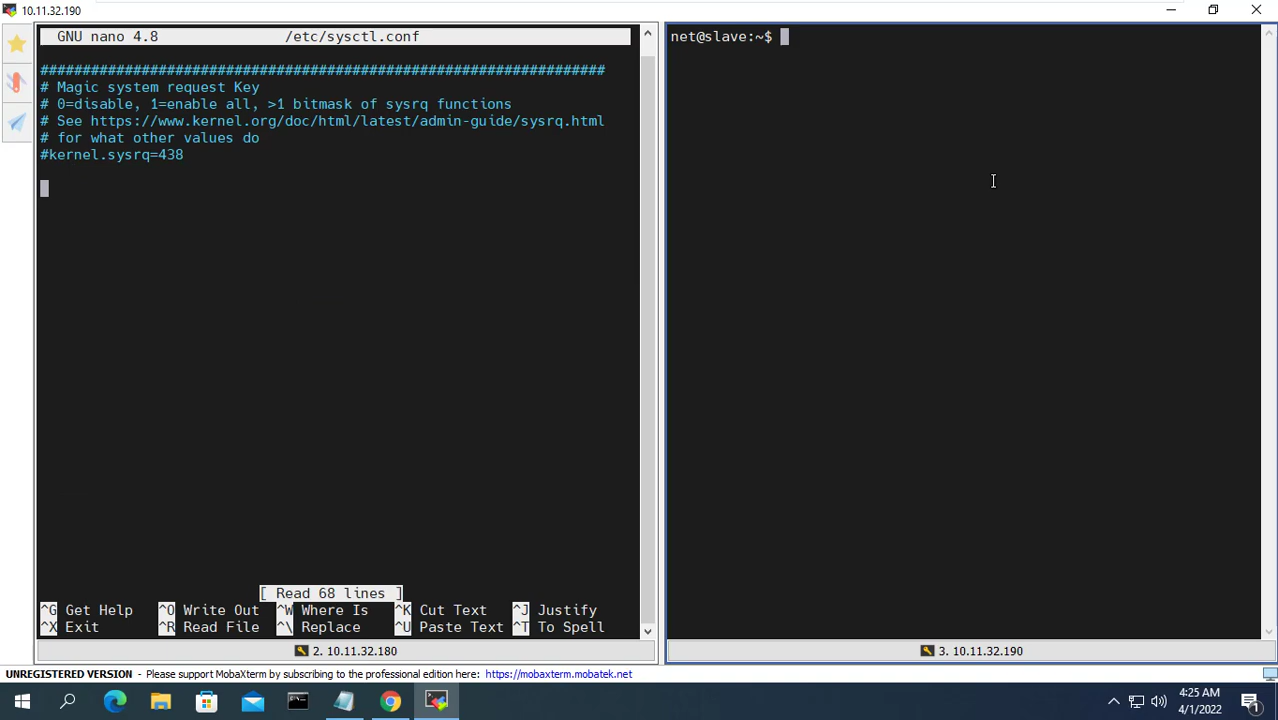 10.11.32.190
GNU nano 4.8 /etc/sysctl.conf
###################################################################
# Magic system request Key
# 0=disable, 1=enable all, >1 bitmask of sysrq functions
# See https://www.kernel.org/doc/html/latest/admin-guide/sysrq.html
# for what other values do
#kernel.sysrq=438
[ Read 68 lines ]
^G Get Help ^O Write Out ^W Where Is ^K Cut Text ^J Justify
^X Exit ^R Read File ^\ Replace ^U Paste Text ^T To Spell
2. 10.11.32.180
net@slave:~$
3. 10.11.32.190
UNREGISTERED VERSION - Please support MobaXterm by subscribing to the professional edition here: https://mobaxterm.mobatek.net
4:25 AM
4/1/2022
1